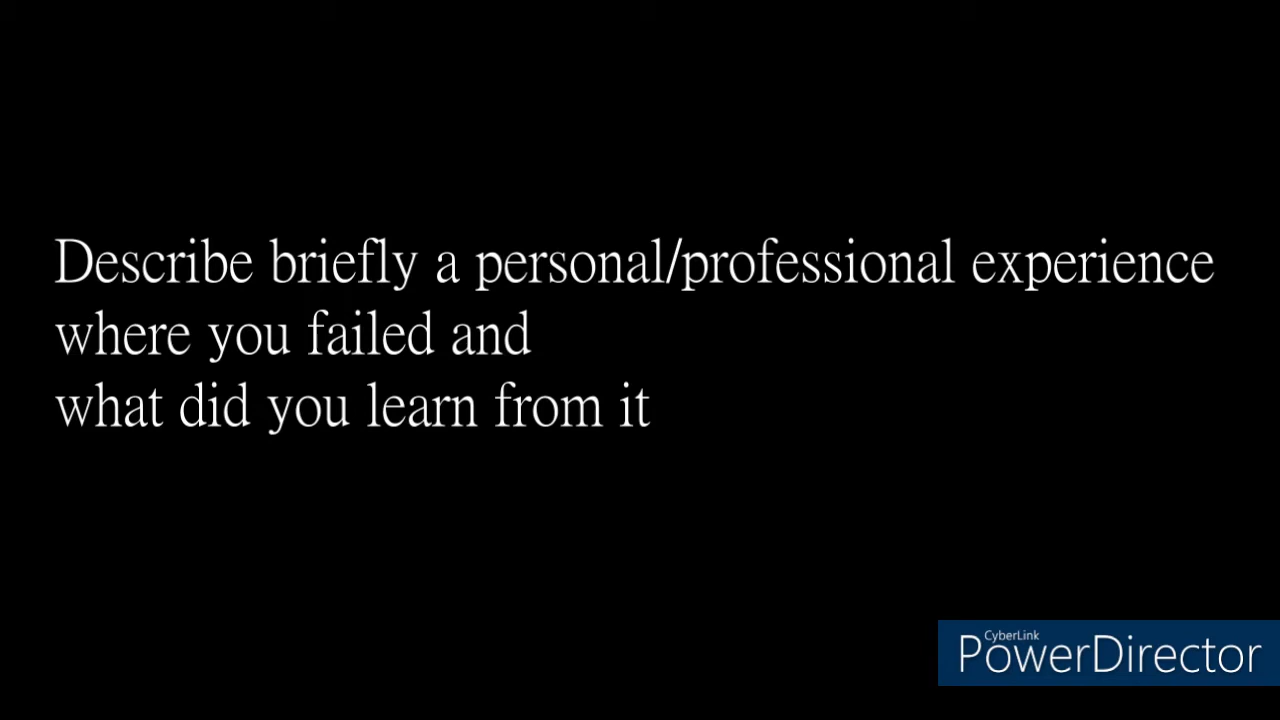 Describe briefly a personal/professional experience
where you failed and
what did you learn from it
CyberLink
PowerDirector